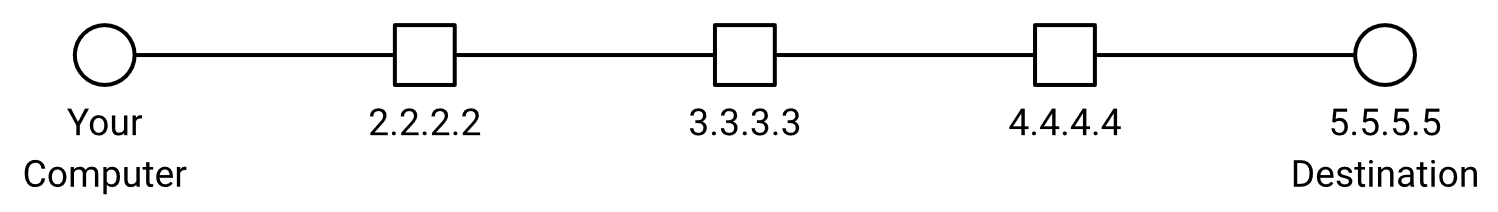 Your
Computer
2.2.2.2
3.3.3.3
4.4.4.4
5.5.5.5
Destination